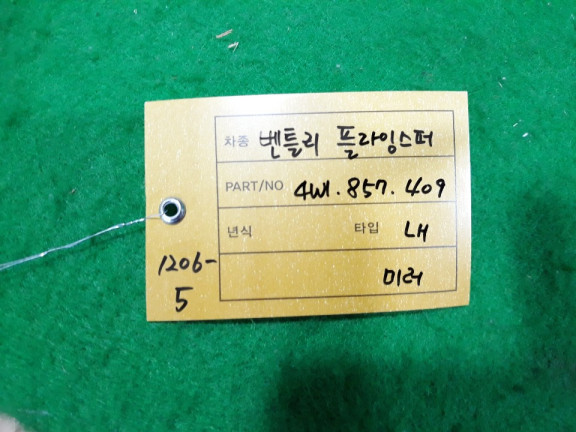 차종 벤틀리 플라잉스퍼
PART/NO 4W1.857.409
년식 타입 LH
미러
1206-
5